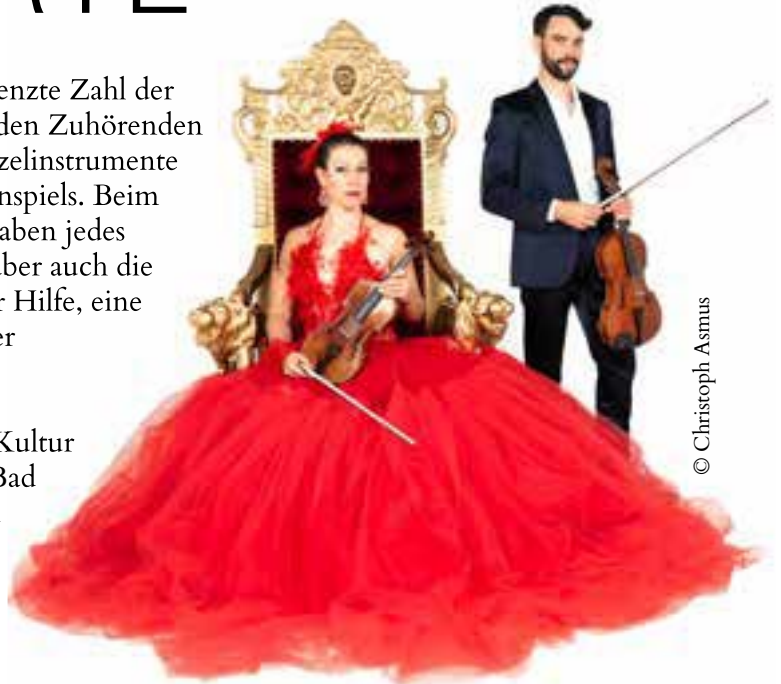 enzte Zahl der
den Zuhörenden
zelinstrumente
nspiels. Beim
aben jedes
ber auch die
r Hilfe, eine
er
Kultur
Bad
© Christoph Asmus